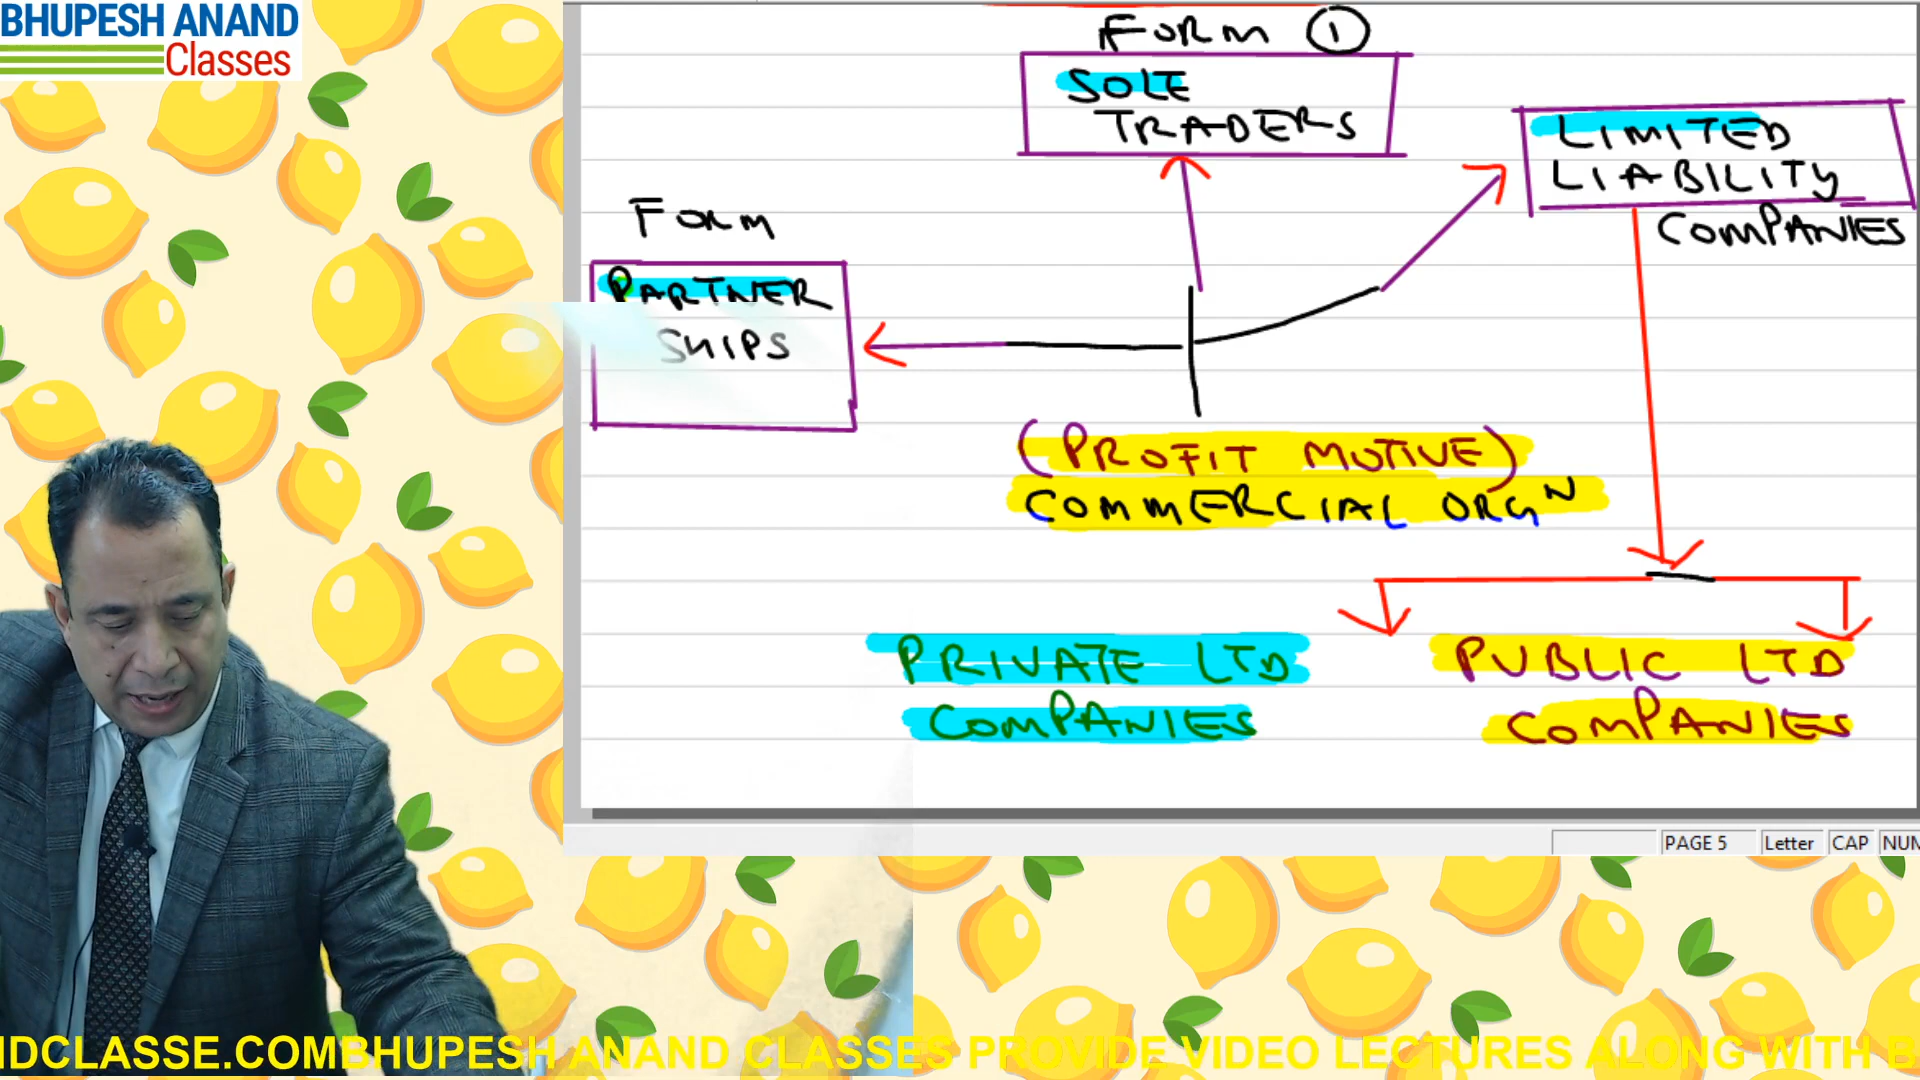 BHUPESH ANAND
Classes
FORM 1
SOLE
TRADERS
LIMITED
LIABILITY
COMPANIES
FORM
PARTNER
SHIPS
(PROFIT MOTIVE)
COMMERCIAL ORGN
PRIVATE LTD
COMPANIES
PUBLIC LTD
COMPANIES
PAGE 5 Letter CAP NUM
NDCLASSE.COMBHUPESH ANAND CLASSES PROVIDE VIDEO LECTURES ALONG WITH B